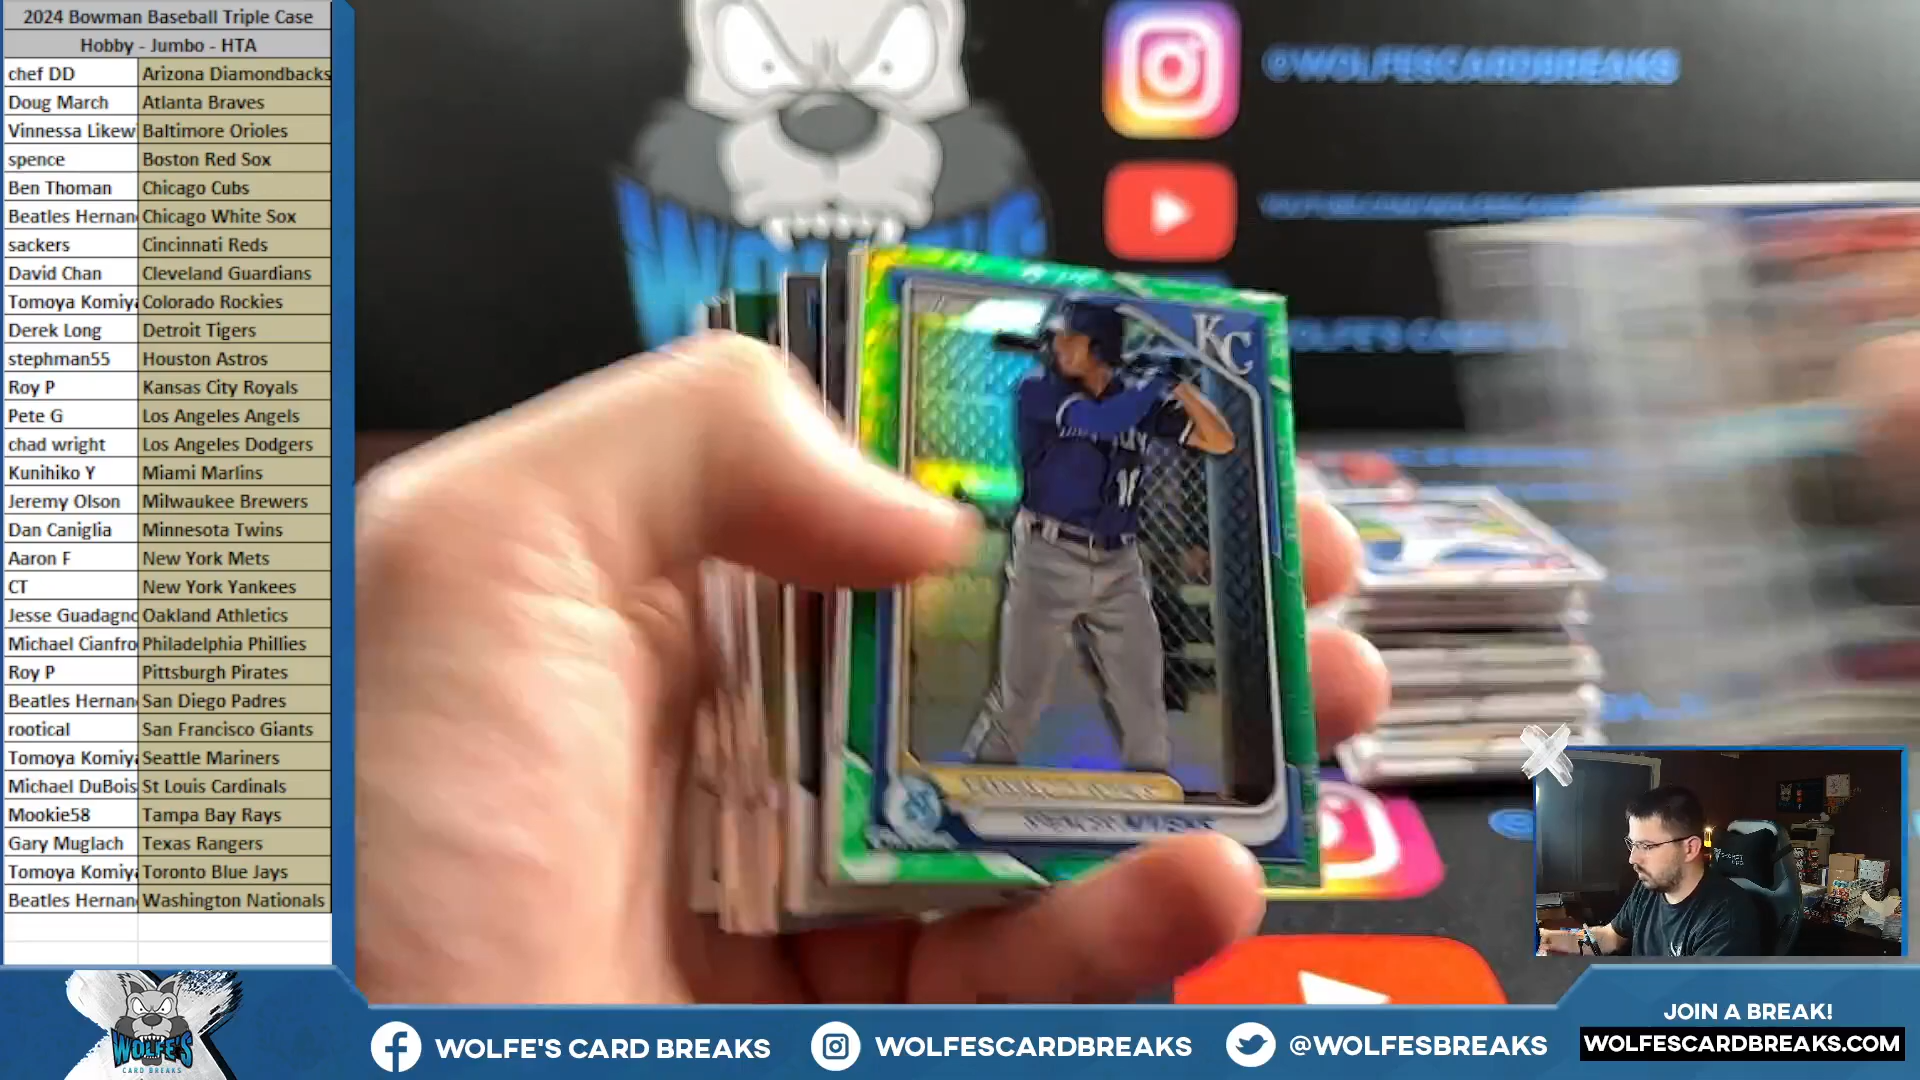 2024 Bowman Baseball Triple Case
Hobby - Jumbo - HTA
chef DD Arizona Diamondbacks
Doug March Atlanta Braves
Vinnessa Likew Baltimore Orioles
spence Boston Red Sox
Ben Thoman Chicago Cubs
Beatles Hernan Chicago White Sox
sackers Cincinnati Reds
David Chan Cleveland Guardians
Tomoya Komiya Colorado Rockies
Derek Long Detroit Tigers
stephman55 Houston Astros
Roy P Kansas City Royals
Pete G Los Angeles Angels
chad wright Los Angeles Dodgers
Kunihiko Y Miami Marlins
Jeremy Olson Milwaukee Brewers
Dan Caniglia Minnesota Twins
Aaron F New York Mets
CT New York Yankees
Jesse Guadagno Oakland Athletics
Michael Cianfro Philadelphia Phillies
Roy P Pittsburgh Pirates
Beatles Hernan San Diego Padres
rootical San Francisco Giants
Tomoya Komiya Seattle Mariners
Michael DuBois St Louis Cardinals
Mookie58 Tampa Bay Rays
Gary Muglach Texas Rangers
Tomoya Komiya Toronto Blue Jays
Beatles Hernan Washington Nationals
@WOLFESCARDBREAKS
KC
WOLFE'S
CARD BREAKS
WOLFE'S CARD BREAKS
WOLFESCARDBREAKS
@WOLFESBREAKS
JOIN A BREAK!
WOLFESCARDBREAKS.COM